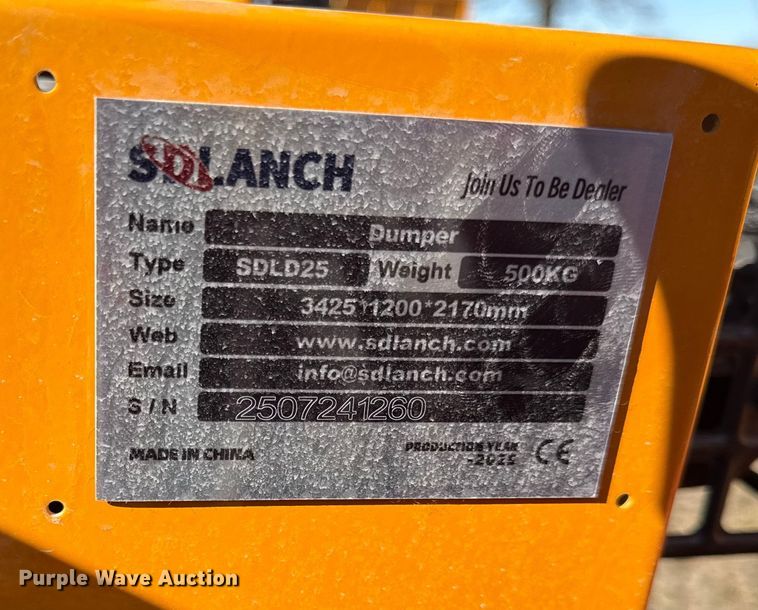 SDLANCH
Join Us To Be Dealer
Name Dumper
Type SDLD25 Weight 500KG
Size 3425*1200*2170mm
Web www.sdlanch.com
Email info@sdlanch.com
S / N 2507241260
MADE IN CHINA
PRODUCTION YEAR
-2025
CE
Purple Wave Auction